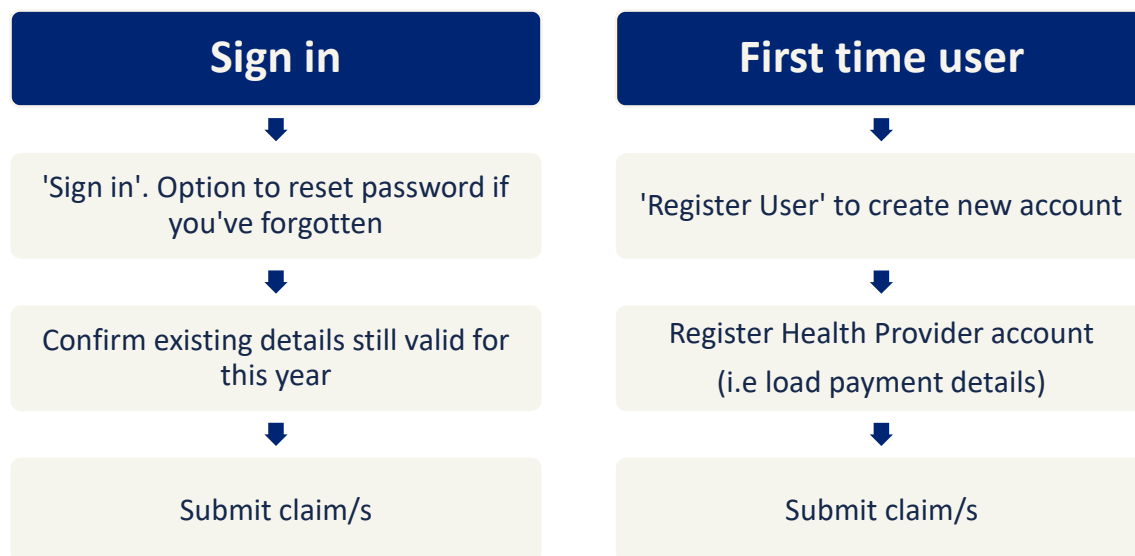 Sign in
'Sign in'. Option to reset password if
you've forgotten
Confirm existing details still valid for
this year
Submit claim/s
First time user
'Register User' to create new account
Register Health Provider account
(i.e load payment details)
Submit claim/s